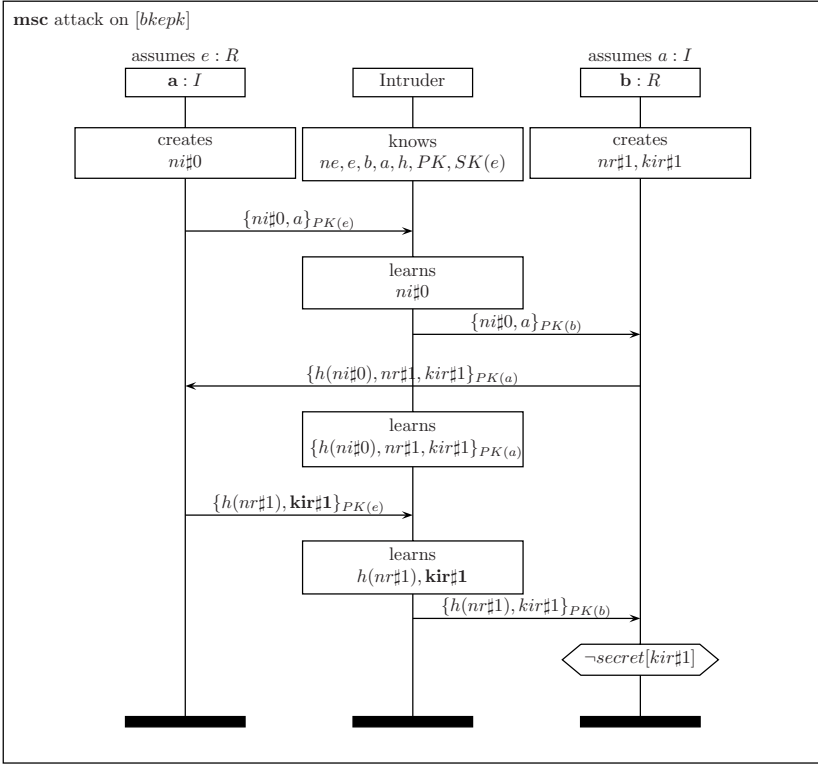 msc attack on [bkepk]
assumes e : R
assumes a : I
a : I
Intruder
b : R
creates
ni♯0
knows
ne, e, b, a, h, PK, SK(e)
creates
nr♯1, kir♯1
{ni♯0, a}PK(e)
learns
ni♯0
{ni♯0, a}PK(b)
{h(ni♯0), nr♯1, kir♯1}PK(a)
learns
{h(ni♯0), nr♯1, kir♯1}PK(a)
{h(nr♯1), kir♯1}PK(e)
learns
h(nr♯1), kir♯1
{h(nr♯1), kir♯1}PK(b)
¬secret[kir♯1]